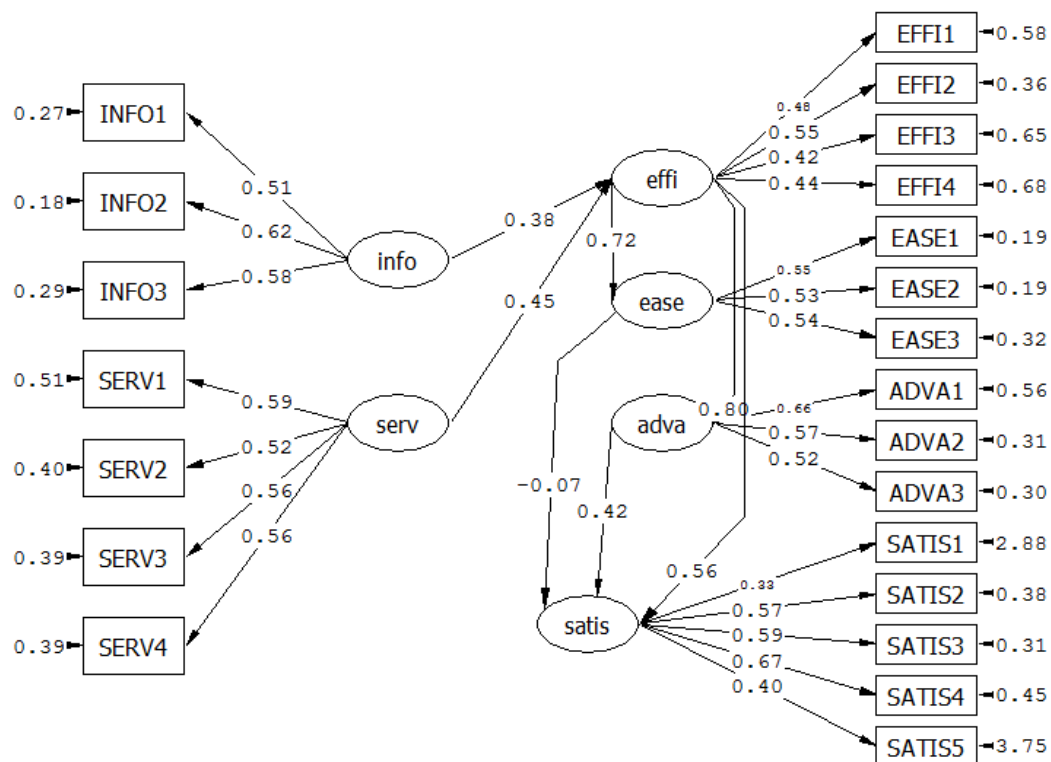 EFFI1
0.58
0.27
INFO1
EFFI2
0.36
0.48
0.55
EFFI3
0.65
0.42
effi
0.44
EFFI4
0.68
0.51
0.18
INFO2
0.38
0.62
0.72
EASE1
0.19
info
0.55
0.58
0.29
INFO3
0.45
ease
0.53
EASE2
0.19
0.54
EASE3
0.32
0.51
SERV1
0.59
ADVA1
0.56
0.80
0.66
serv
adva
0.57
ADVA2
0.31
0.52
0.52
0.40
SERV2
-0.07
0.56
ADVA3
0.30
0.42
0.56
0.39
SERV3
SATIS1
2.88
0.56
0.33
SATIS2
0.38
0.57
satis
0.59
SATIS3
0.31
0.39
SERV4
0.67
0.40
SATIS4
0.45
SATIS5
3.75